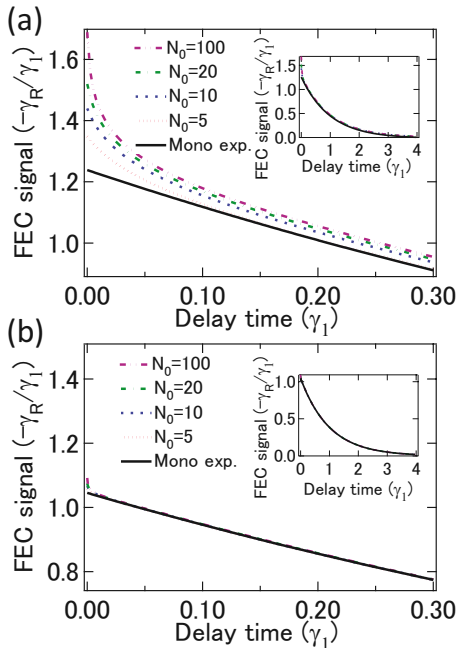 (a)
FEC signal (-γR/γ1)
1.6
1.4
1.2
1.0
N0=100
N0=20
N0=10
N0=5
Mono exp.
FEC signal (-γR/γ1)
1.5
1.0
0.5
0.0
0 1 2 3 4
Delay time (γ1)
0.00 0.10 0.20 0.30
Delay time (γ1)
(b)
FEC signal (-γR/γ1)
1.4
1.2
1.0
0.8
N0=100
N0=20
N0=10
N0=5
Mono exp.
FEC signal (-γR/γ1)
1.0
0.5
0.0
0 1 2 3 4
Delay time (γ1)
0.00 0.10 0.20 0.30
Delay time (γ1)